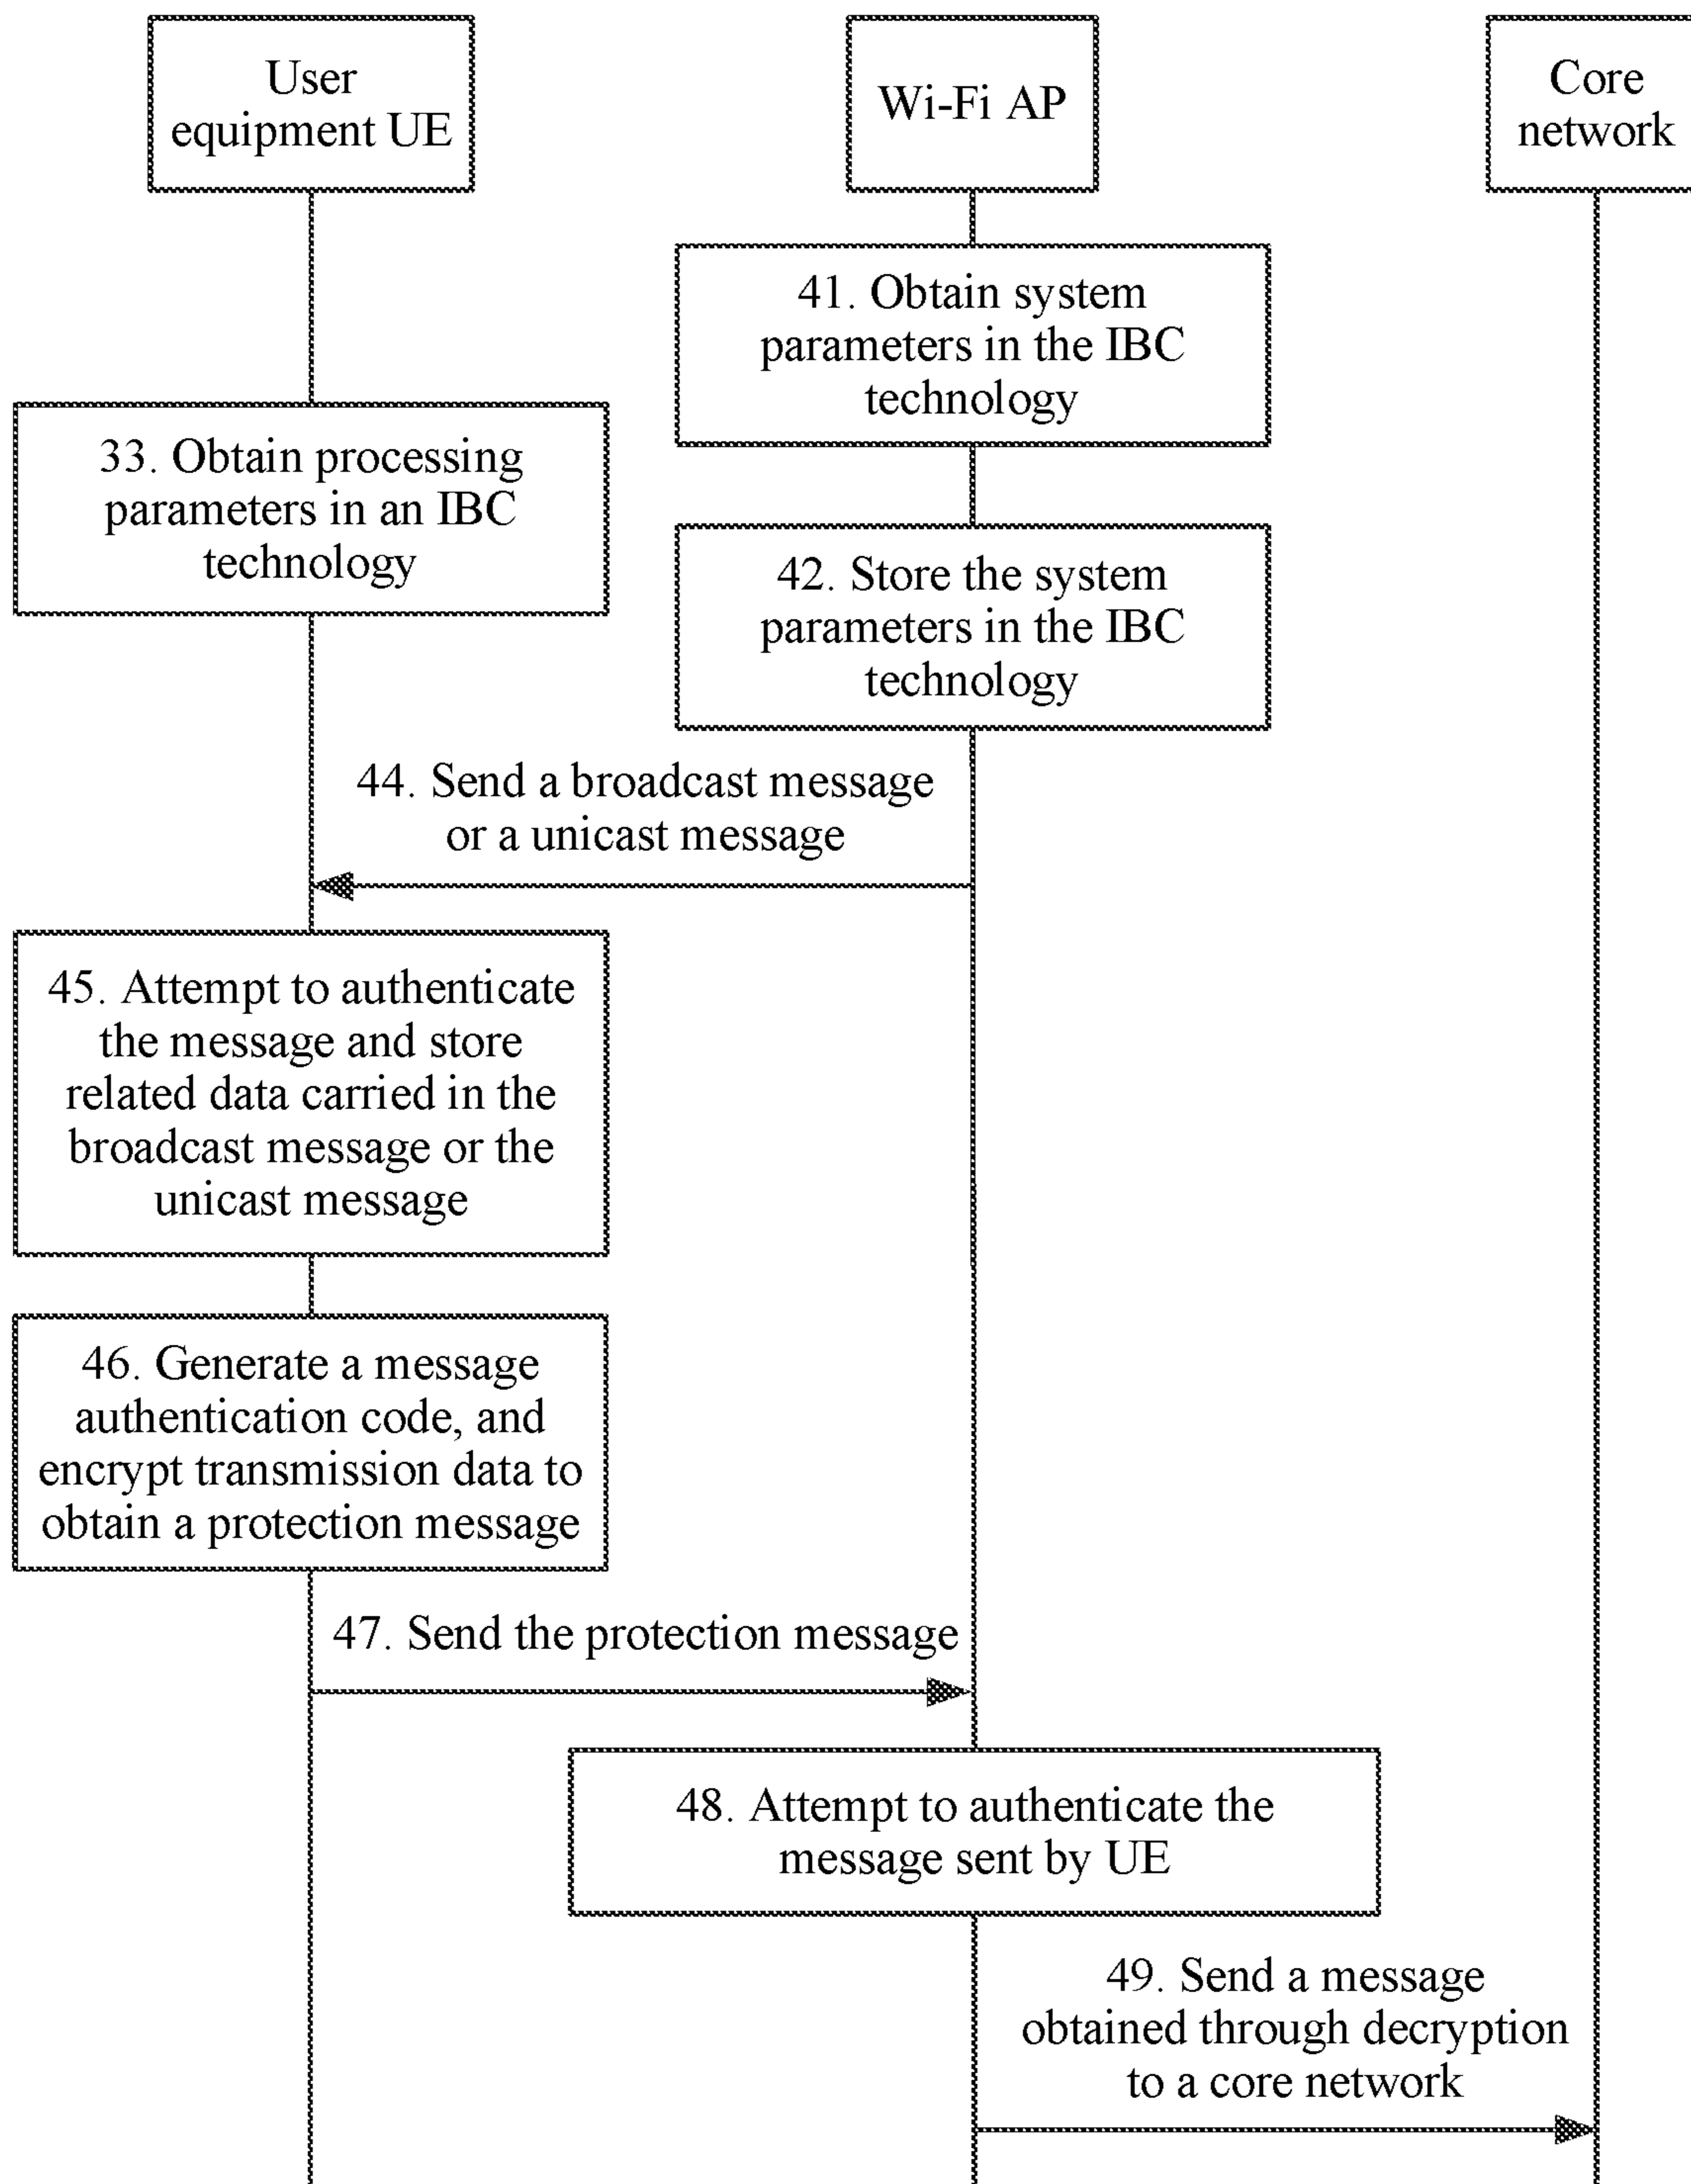 User
equipment UE
Wi-Fi AP
Core
network
41. Obtain system
parameters in the IBC
technology
33. Obtain processing
parameters in an IBC
technology
42. Store the system
parameters in the IBC
technology
44. Send a broadcast message
or a unicast message
45. Attempt to authenticate
the message and store
related data carried in the
broadcast message or the
unicast message
46. Generate a message
authentication code, and
encrypt transmission data to
obtain a protection message
47. Send the protection message
48. Attempt to authenticate the
message sent by UE
49. Send a message
obtained through decryption
to a core network